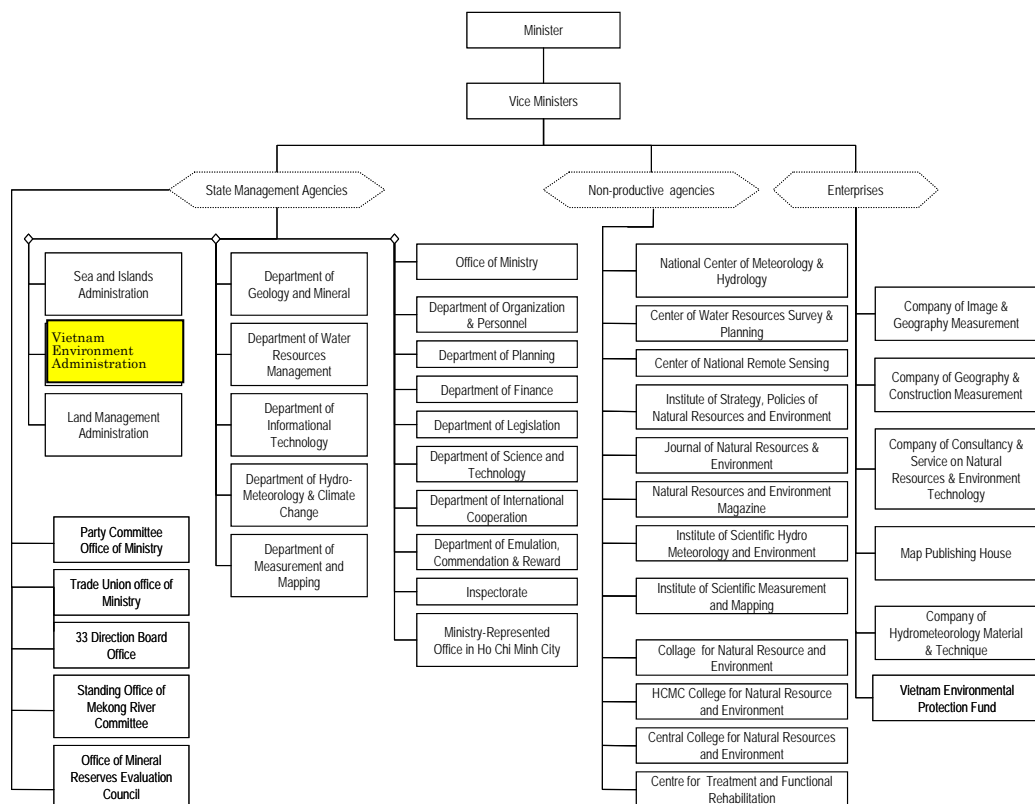 Minister
Vice Ministers
State Management Agencies
Non-productive agencies
Enterprises
Sea and Islands
Administration
Vietnam
Environment
Administration
Land Management
Administration
Party Committee
Office of Ministry
Trade Union office of
Ministry
33 Direction Board
Office
Standing Office of
Mekong River
Committee
Office of Mineral
Reserves Evaluation
Council
Department of
Geology and Mineral
Department of Water
Resources
Management
Department of
Informational
Technology
Department of Hydro-
Meteorology & Climate
Change
Department of
Measurement and
Mapping
Office of Ministry
Department of Organization
& Personnel
Department of Planning
Department of Finance
Department of Legislation
Department of Science and
Technology
Department of International
Cooperation
Department of Emulation,
Commendation & Reward
Inspectorate
Ministry-Represented
Office in Ho Chi Minh City
National Center of Meteorology &
Hydrology
Center of Water Resources Survey &
Planning
Center of National Remote Sensing
Institute of Strategy, Policies of
Natural Resources and Environment
Journal of Natural Resources &
Environment
Natural Resources and Environment
Magazine
Institute of Scientific Hydro
Meteorology and Environment
Institute of Scientific Measurement
and Mapping
Collage for Natural Resource and
Environment
HCMC College for Natural Resource
and Environment
Central College for Natural Resources
and Environment
Centre for Treatment and Functional
Rehabilitation
Company of Image &
Geography Measurement
Company of Geography &
Construction Measurement
Company of Consultancy
& Service on Natural
Resources & Environment
Technology
Map Publishing House
Company of
Hydrometeorology Material
& Technique
Vietnam Environmental
Protection Fund